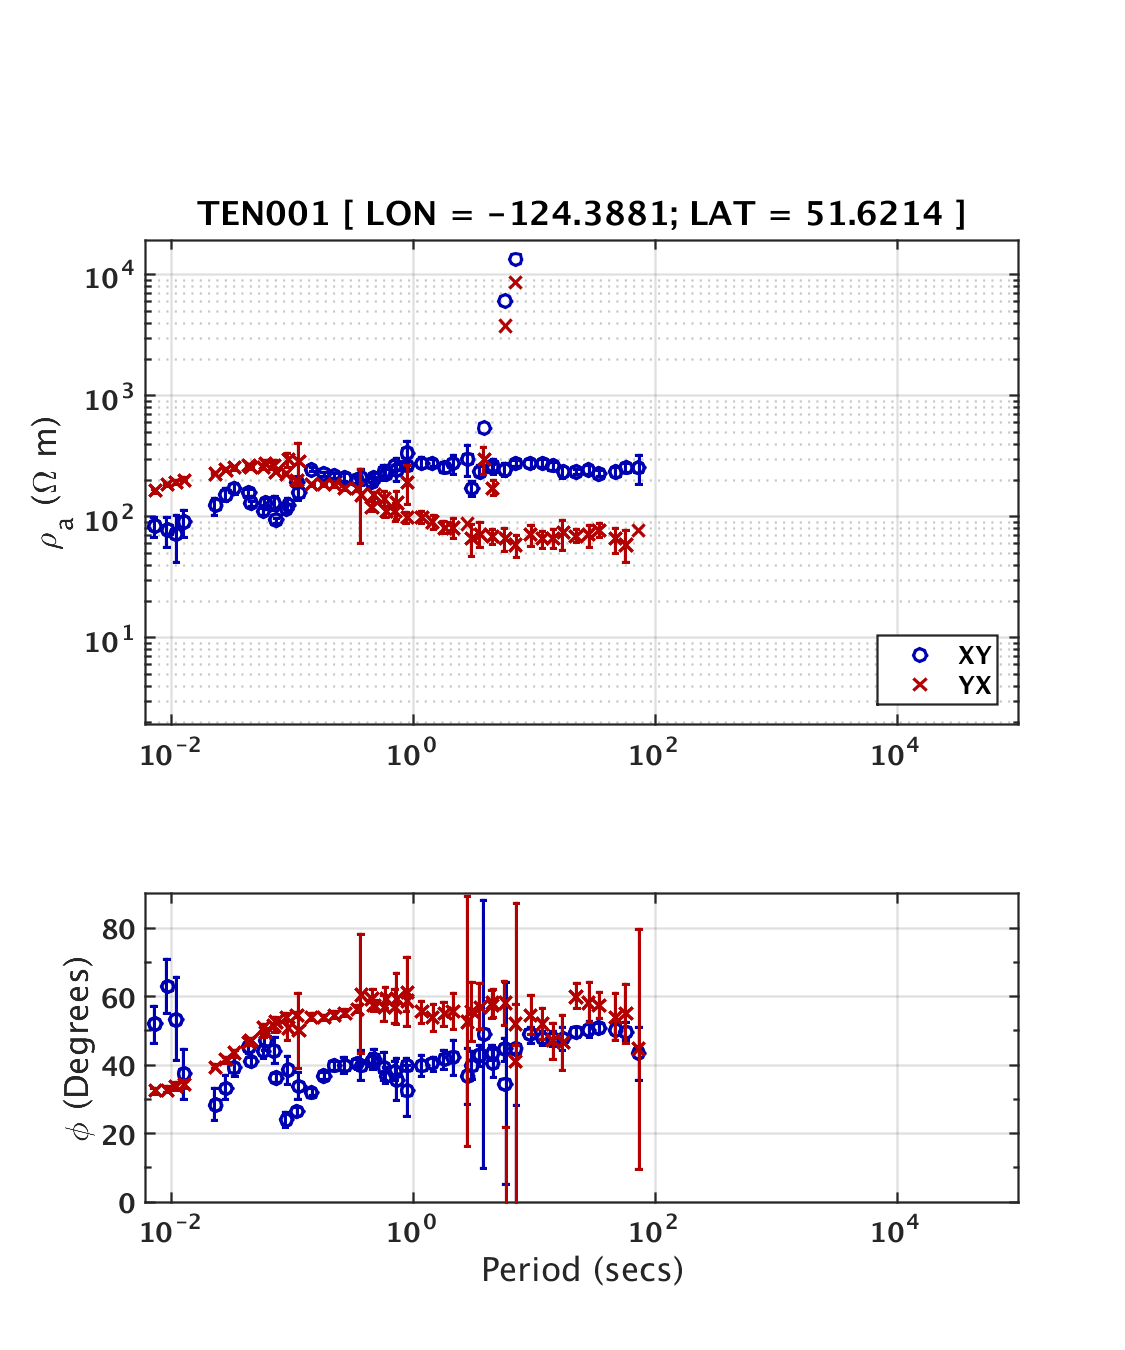 TEN001 [ LON = -124.3881; LAT = 51.6214 ]
10^4
10^3
10^2
10^1
ρ_a (Ω m)
XY
YX
10^-2 10^0 10^2 10^4
80
60
40
20
0
ϕ (Degrees)
10^-2 10^0 10^2 10^4
Period (secs)